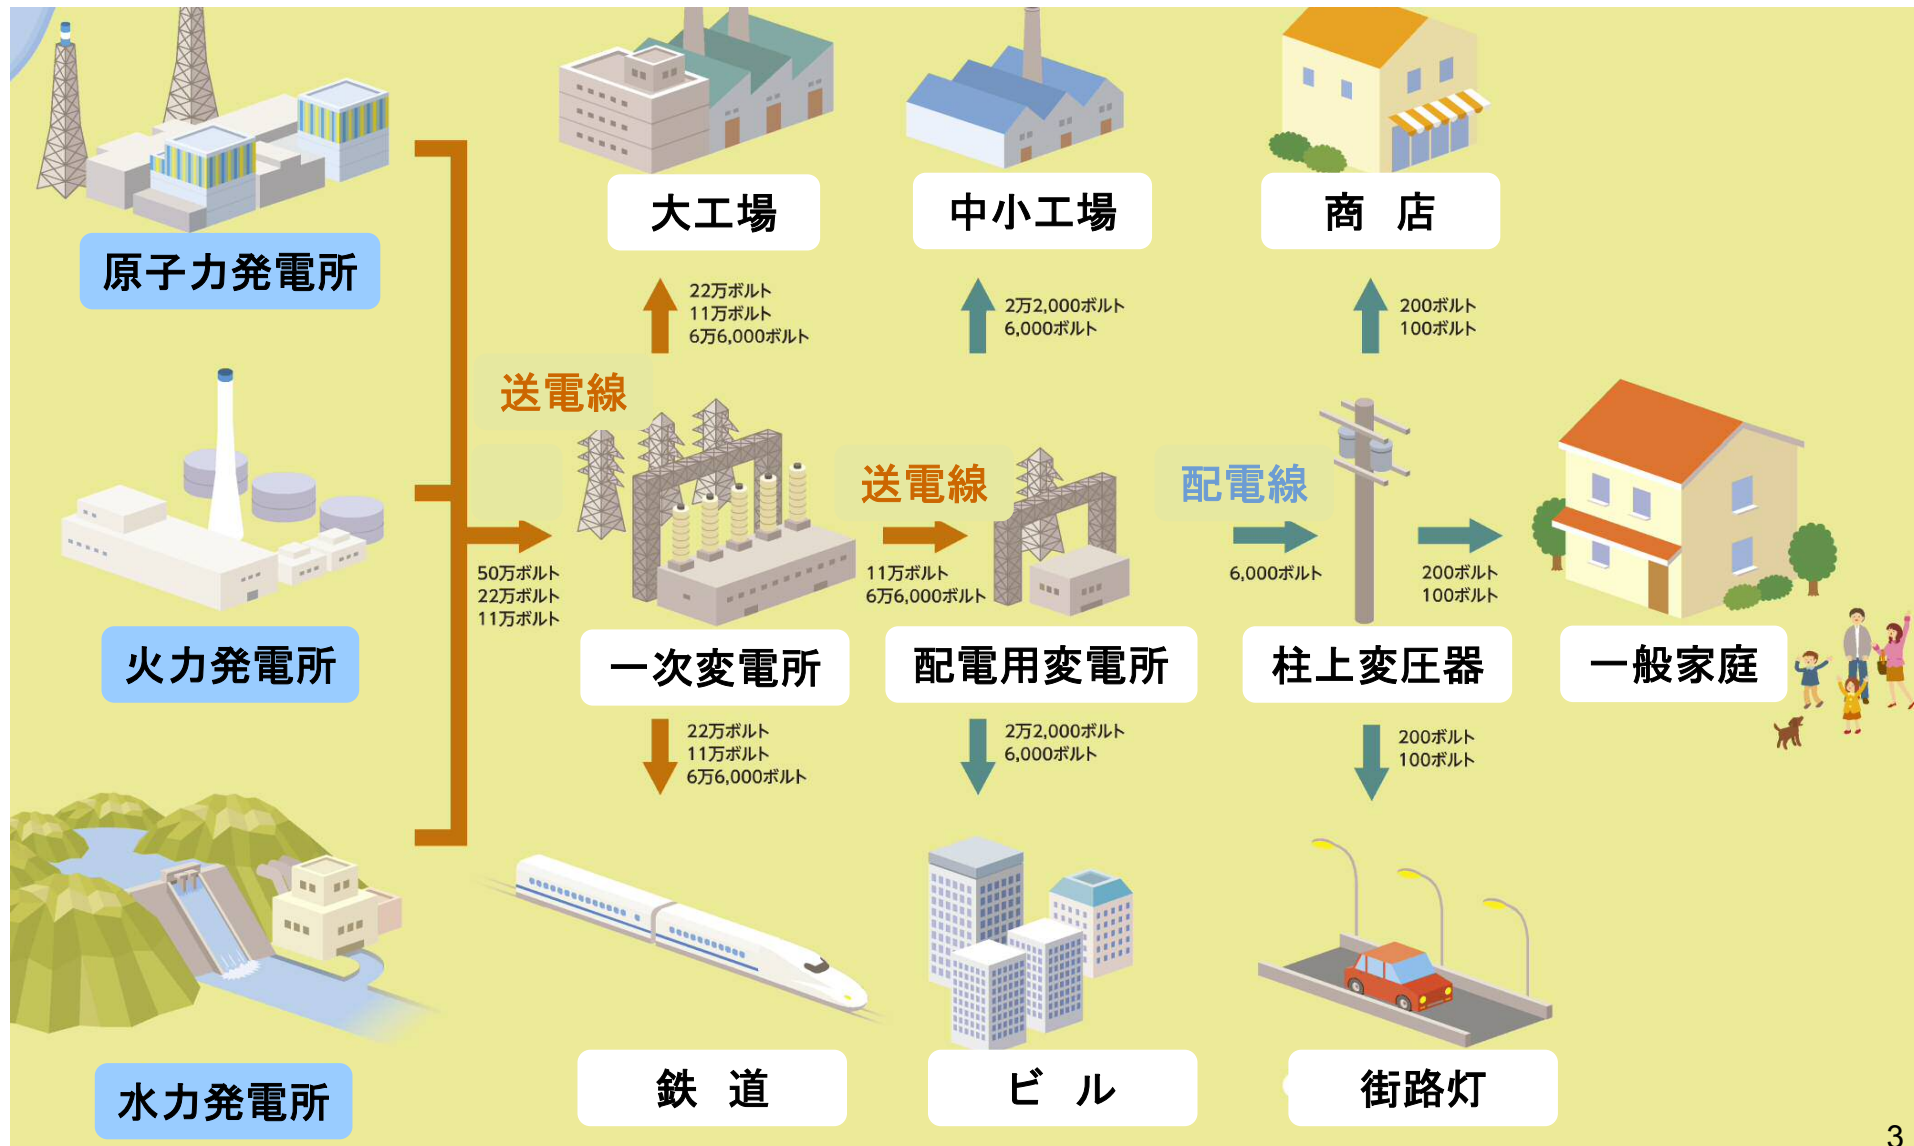 大工場
中小工場
商 店
原子力発電所
22万ボルト
11万ボルト
6万6,000ボルト
2万2,000ボルト
6,000ボルト
200ボルト
100ボルト
送電線
送電線
配電線
50万ボルト
22万ボルト
11万ボルト
11万ボルト
6万6,000ボルト
6,000ボルト
200ボルト
100ボルト
火力発電所
一次変電所
配電用変電所
柱上変圧器
一般家庭
22万ボルト
11万ボルト
6万6,000ボルト
2万2,000ボルト
6,000ボルト
200ボルト
100ボルト
水力発電所
鉄 道
ビ ル
街路灯
3